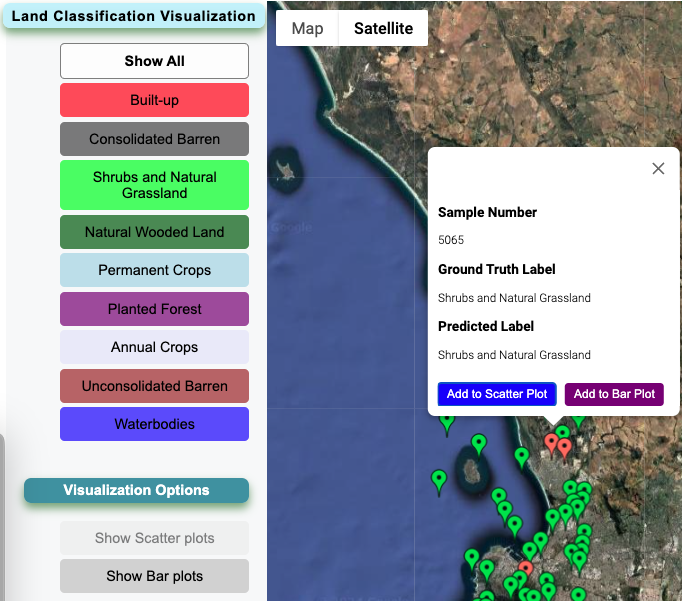 Land Classification Visualization
Show All
Built-up
Consolidated Barren
Shrubs and Natural
Grassland
Natural Wooded Land
Permanent Crops
Planted Forest
Annual Crops
Unconsolidated Barren
Waterbodies
Visualization Options
Show Scatter plots
Show Bar plots
Map
Satellite
Google
Sample Number
5065
Ground Truth Label
Shrubs and Natural Grassland
Predicted Label
Shrubs and Natural Grassland
Add to Scatter Plot
Add to Bar Plot